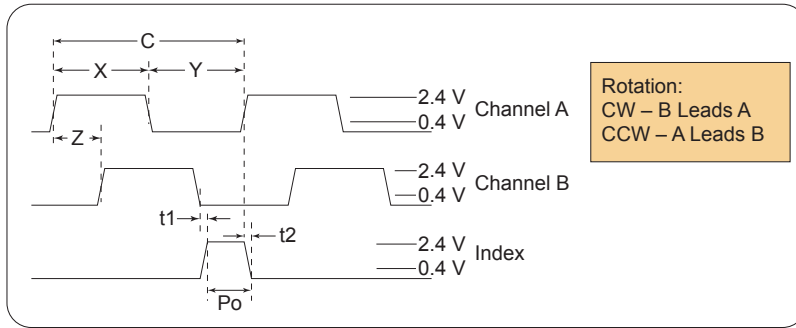 C
X Y
2.4 V
0.4 V
Channel A
Z
2.4 V
0.4 V
Channel B
t1
t2
2.4 V
0.4 V
Index
Po
Rotation:
CW – B Leads A
CCW – A Leads B